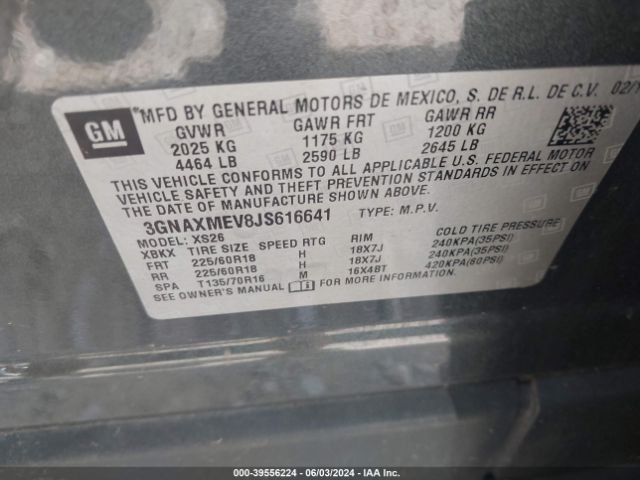 GM
MFD BY GENERAL MOTORS DE MEXICO, S. DE R.L. DE C.V. 02/
GVWR GAWR FRT GAWR RR
2025 KG 1175 KG 1200 KG
4464 LB 2590 LB 2645 LB
THIS VEHICLE CONFORMS TO ALL APPLICABLE U.S. FEDERAL MOTOR
VEHICLE SAFETY AND THEFT PREVENTION STANDARDS IN EFFECT ON
THE DATE OF MANUFACTURE SHOWN ABOVE.
3GNAXMEV8JS616641 TYPE: M.P.V.
MODEL: XS26
XBKX TIRE SIZE SPEED RTG RIM COLD TIRE PRESSURE
FRT 225/60R18 H 18X7J 240KPA(35PSI)
RR 225/60R18 H 18X7J 240KPA(35PSI)
SPA T135/70R16 M 16X4BT 420KPA(60PSI)
SEE OWNER'S MANUAL FOR MORE INFORMATION.
000-39556224 - 06/03/2024 - IAA Inc.